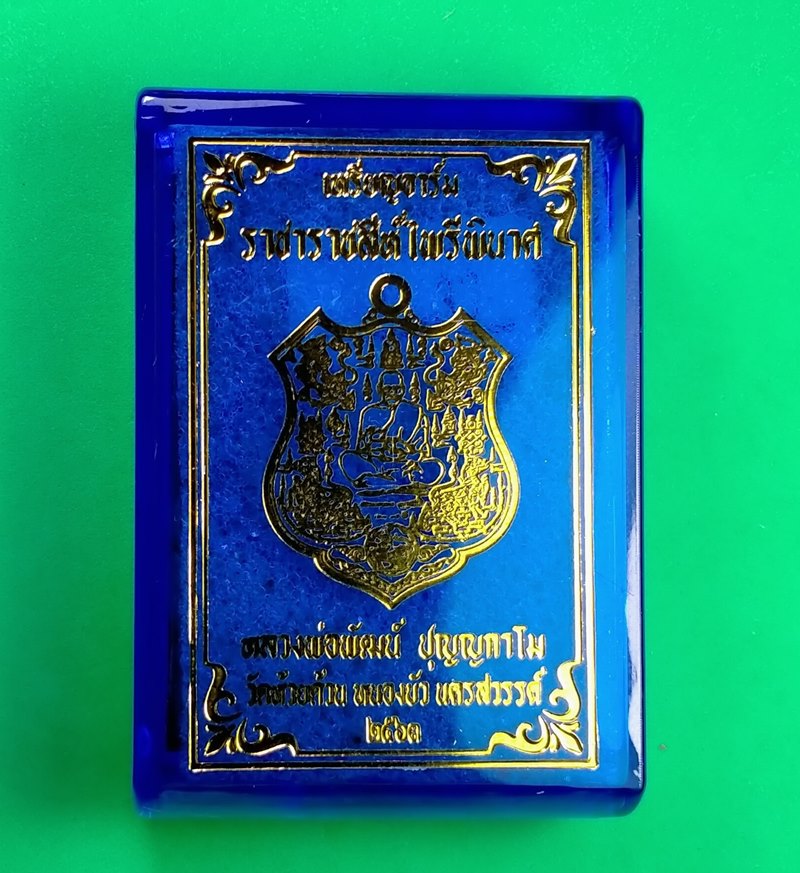 เหรียญอาร์ม
ราชาราชสีห์ไพรีพินาศ
หลวงพ่อพัฒน์ ปุญญกาโม
วัดห้วยด้วน หนองบัว นครสวรรค์
๒๕๖๓